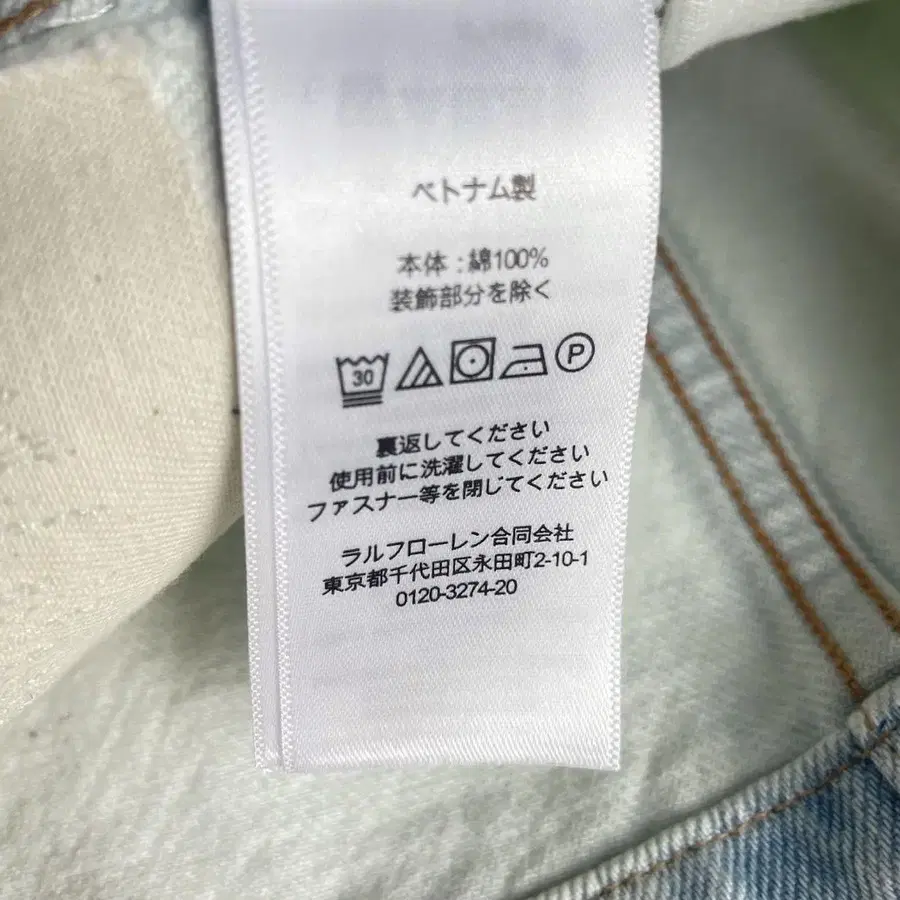 ベトナム製
本体:綿100%
装飾部分を除く
30 P
裏返してください
使用前に洗濯してください
ファスナー等を閉じてください
ラルフローレン合同会社
東京都千代田区永田町2-10-1
0120-3274-20